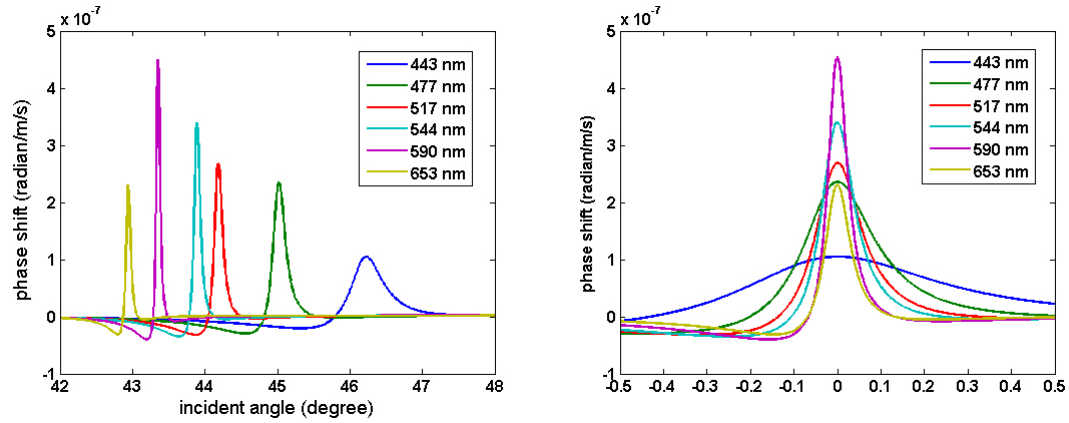 x 10⁻⁷
5
4
3
2
1
0
-1
phase shift (radian/m/s)
42
43
44
45
46
47
48
incident angle (degree)
443 nm
477 nm
517 nm
544 nm
590 nm
653 nm
x 10⁻⁷
5
4
3
2
1
0
-1
phase shift (radian/m/s)
-0.5 -0.4 -0.3 -0.2 -0.1 0 0.1 0.2 0.3 0.4 0.5
443 nm
477 nm
517 nm
544 nm
590 nm
653 nm